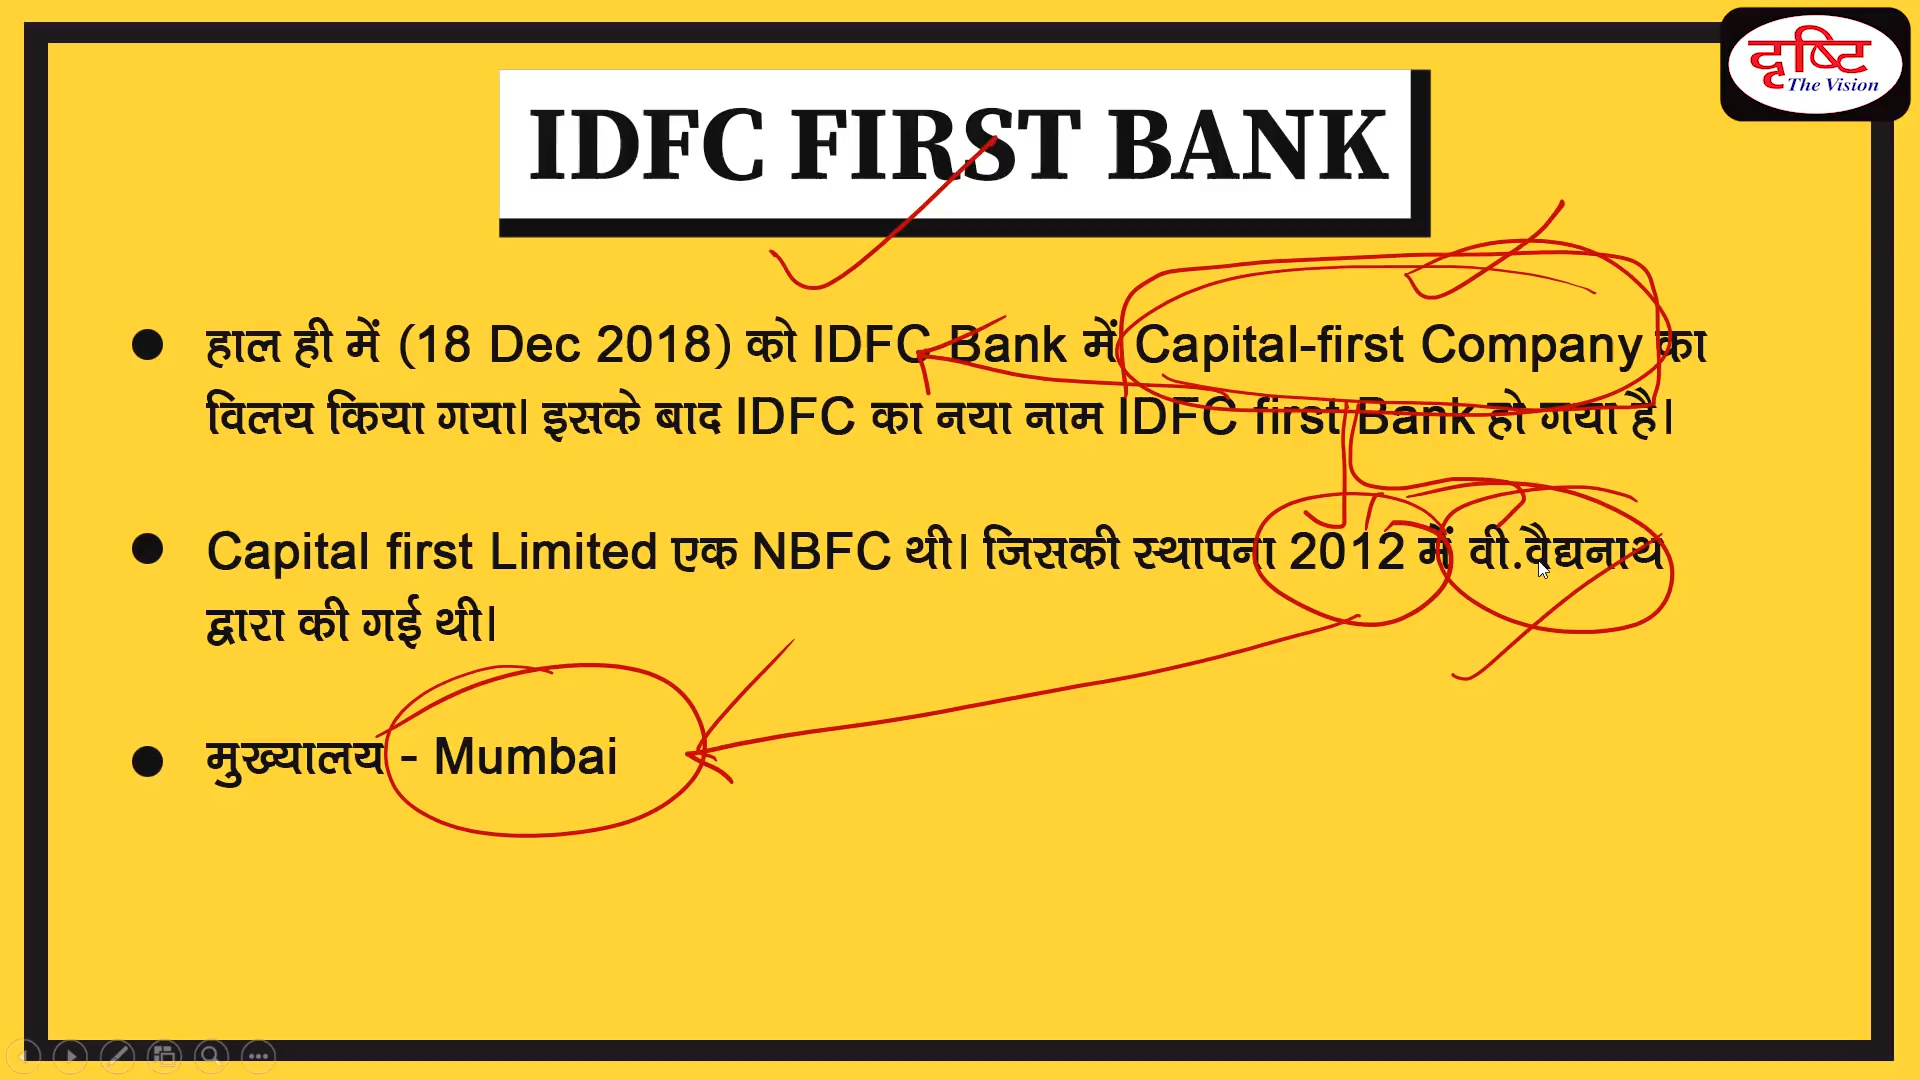 दृष्टि
The Vision
IDFC FIRST BANK
हाल ही में (18 Dec 2018) को IDFC Bank में Capital-first Company का
विलय किया गया। इसके बाद IDFC का नया नाम IDFC first Bank हो गया है।
Capital first Limited एक NBFC थी। जिसकी स्थापना 2012 में वी.वैद्यनाथ
द्वारा की गई थी।
मुख्यालय - Mumbai